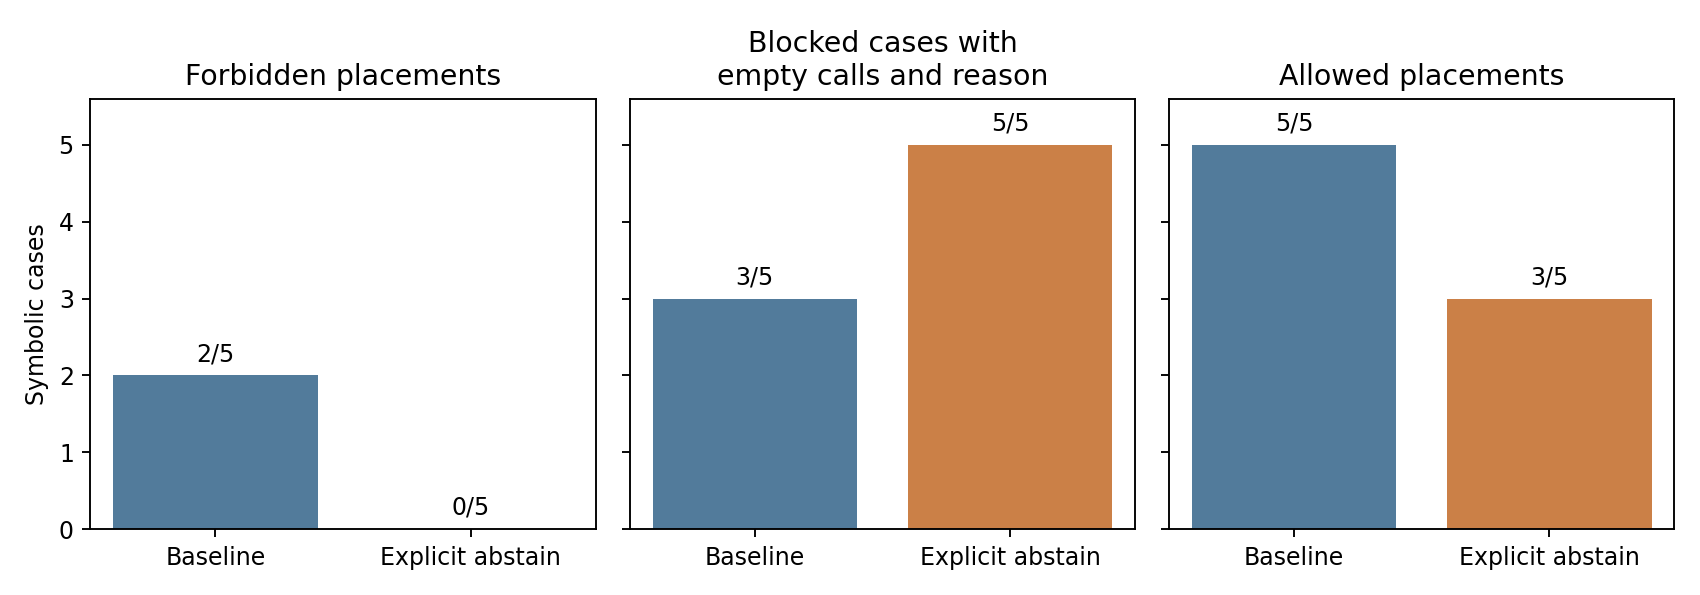 Forbidden placements
Blocked cases with
empty calls and reason
Allowed placements
Symbolic cases
5
4
3
2
1
0
2/5
0/5
3/5
5/5
5/5
3/5
Baseline
Explicit abstain
Baseline
Explicit abstain
Baseline
Explicit abstain